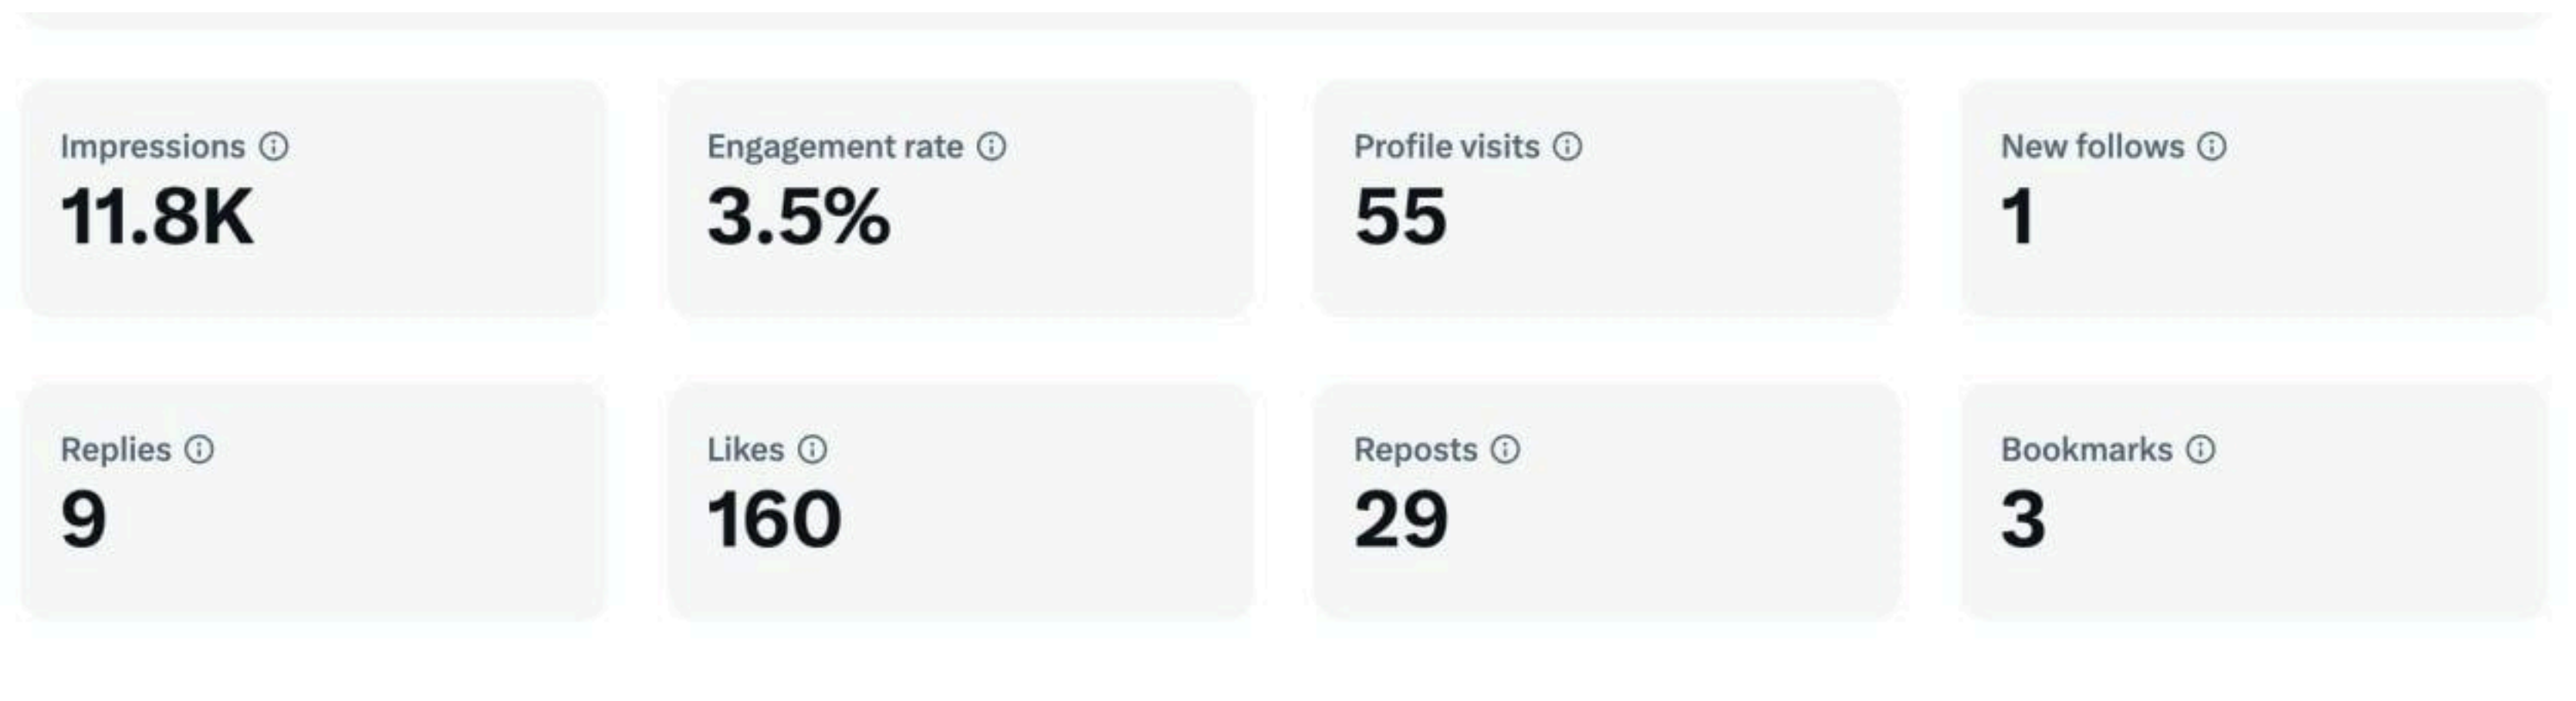 Impressions
11.8K
Engagement rate
3.5%
Profile visits
55
New follows
1
Replies
9
Likes
160
Reposts
29
Bookmarks
3